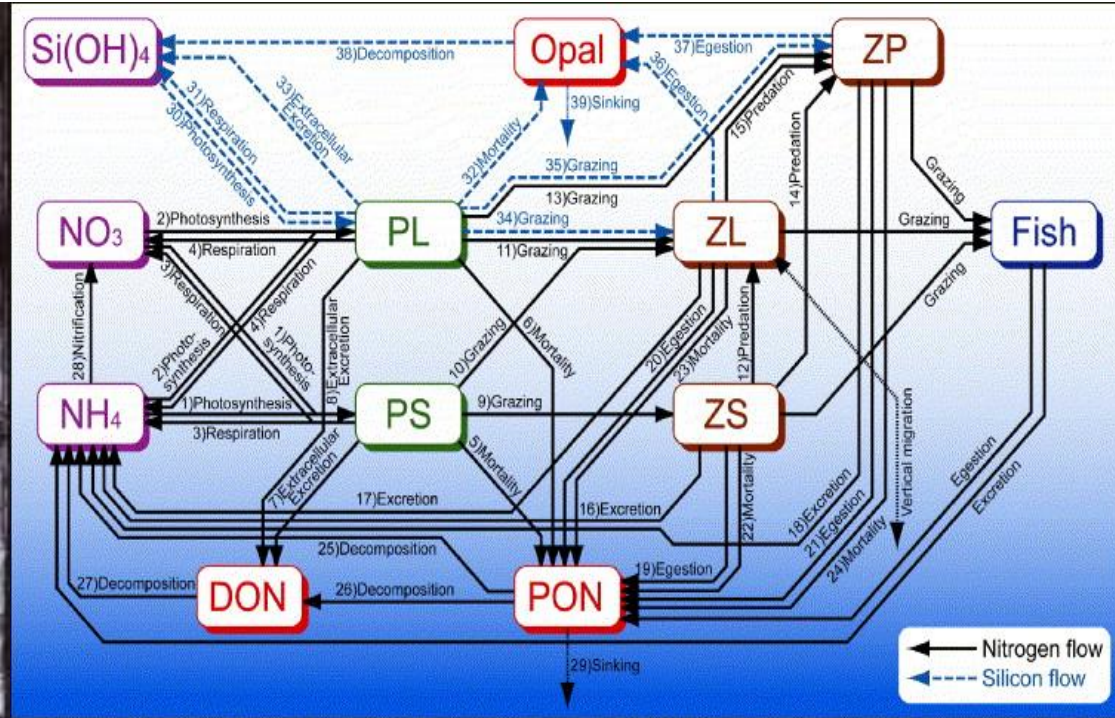 Si(OH)4
38)Decomposition
Opal
37)Egestion
ZP
36)Egestion
39)Sinking
33)Extracellular
Excretion
31)Respiration
30)Photosynthesis
32)Mortality
35)Grazing
13)Grazing
15)Predation
14)Predation
Grazing
NO3
2)Photosynthesis
4)Respiration
PL
34)Grazing
11)Grazing
ZL
Grazing
Fish
Grazing
28)Nitrification
3)Respiration
4)Respiration
2)Photo-
synthesis
1)Photo-
synthesis
8)Extracellular
Excretion
6)Mortality
10)Grazing
20)Egestion
23)Mortality
12)Predation
Vertical migration
NH4
1)Photosynthesis
3)Respiration
PS
9)Grazing
ZS
7)Extracellular
Excretion
5)Mortality
17)Excretion
16)Excretion
22)Mortality
18)Excretion
21)Egestion
24)Mortality
Egestion
Excretion
25)Decomposition
19)Egestion
27)Decomposition
DON
26)Decomposition
PON
29)Sinking
Nitrogen flow
Silicon flow